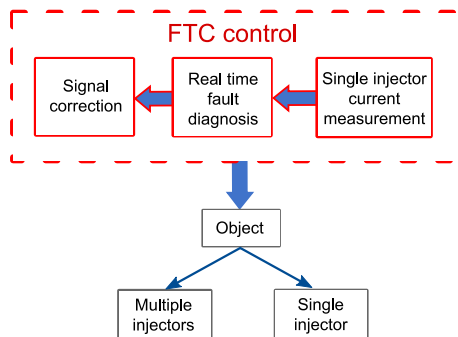 FTC control
Signal
correction
Real time
fault
diagnosis
Single injector
current
measurement
Object
Multiple
injectors
Single
injector